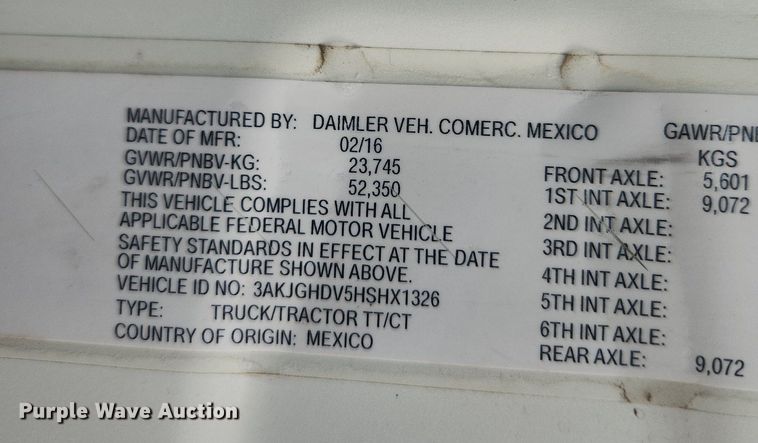 MANUFACTURED BY: DAIMLER VEH. COMERC. MEXICO
DATE OF MFR: 02/16
GVWR/PNBV-KG: 23,745
GVWR/PNBV-LBS: 52,350
THIS VEHICLE COMPLIES WITH ALL
APPLICABLE FEDERAL MOTOR VEHICLE
SAFETY STANDARDS IN EFFECT AT THE DATE
OF MANUFACTURE SHOWN ABOVE.
VEHICLE ID NO: 3AKJGHDV5HSHX1326
TYPE: TRUCK/TRACTOR TT/CT
COUNTRY OF ORIGIN: MEXICO
GAWR/PN
KGS
FRONT AXLE: 5,601
1ST INT AXLE: 9,072
2ND INT AXLE:
3RD INT AXLE:
4TH INT AXLE:
5TH INT AXLE:
6TH INT AXLE:
REAR AXLE: 9,072
Purple Wave Auction